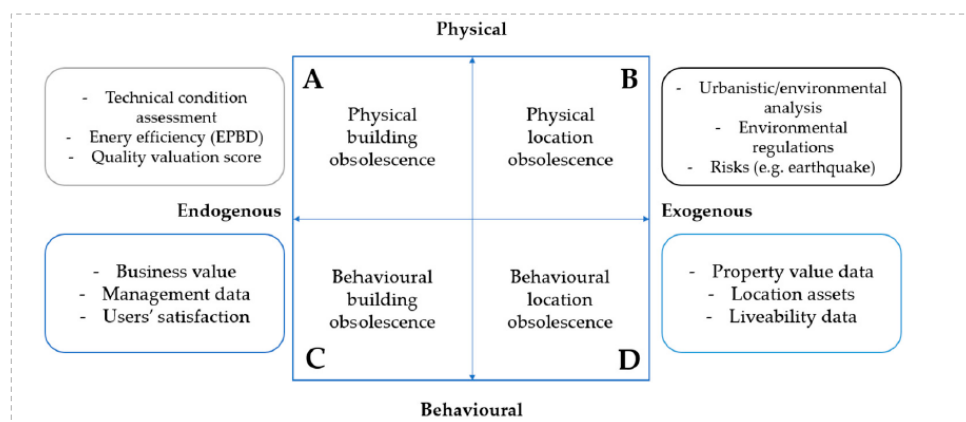 Physical
A
B
- Technical condition
assessment
- Enery efficiency (EPBD)
- Quality valuation score
Physical
building
obsolescence
Physical
location
obsolescence
- Urbanistic/environmental
analysis
- Environmental
regulations
- Risks (e.g. earthquake)
Endogenous
Exogenous
- Business value
- Management data
- Users' satisfaction
Behavioural
building
obsolescence
Behavioural
location
obsolescence
- Property value data
- Location assets
- Liveability data
C
D
Behavioural